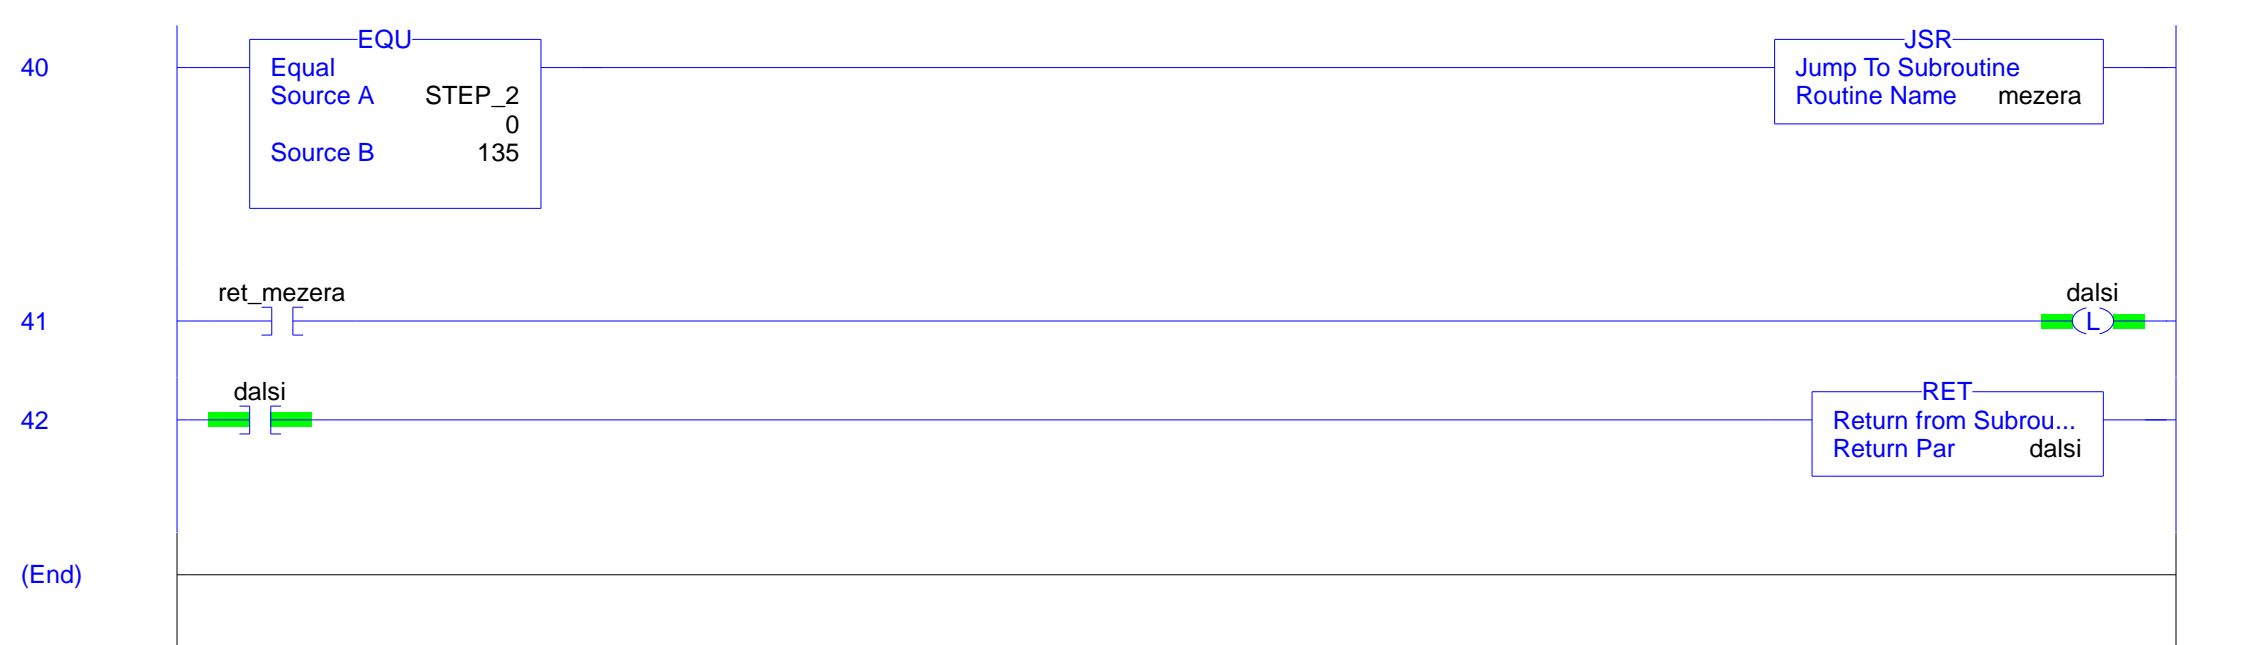 EQU
JSR
40
Equal
Jump To Subroutine
Source A STEP_2
Routine Name mezera
0
Source B 135
ret_mezera
dalsi
41
L
dalsi
RET
42
Return from Subrou...
Return Par dalsi
(End)